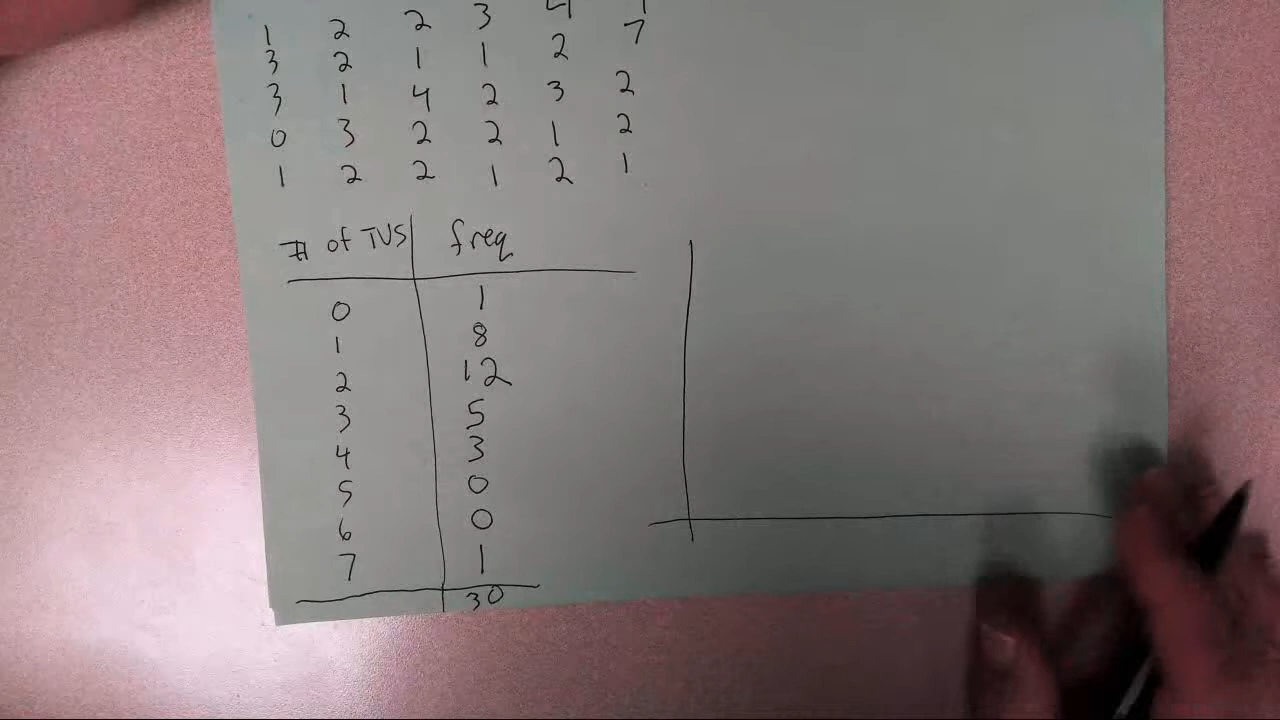 1 2 2 3 4
3 2 1 1 2 7
3 1 4 2 3 2
0 3 2 2 1 2
1 2 2 1 2 1
# of TVS freq
0 1
1 8
2 12
3 5
4 3
5 0
6 0
7 1
30